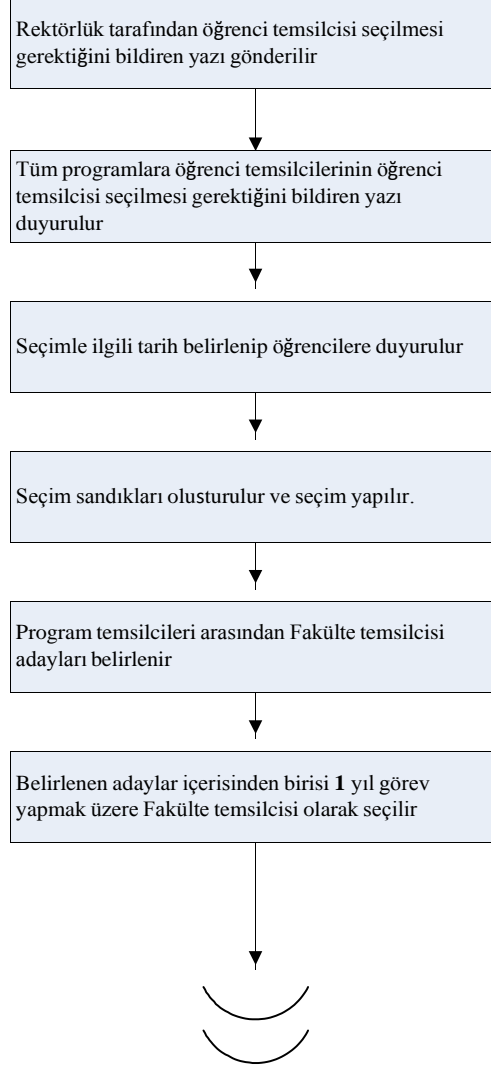 Rektörlük tarafından öğrenci temsilcisi seçilmesi
gerektiğini bildiren yazı gönderilir
Tüm programlara öğrenci temsilcilerinin öğrenci
temsilcisi seçilmesi gerektiğini bildiren yazı
duyurulur
Seçimle ilgili tarih belirlenip öğrencilere duyurulur
Seçim sandıkları oluşturulur ve seçim yapılır.
Program temsilcileri arasından Fakülte temsilcisi
adayları belirlenir
Belirlenen adaylar içerisinden birisi 1 yıl görev
yapmak üzere Fakülte temsilcisi olarak seçilir